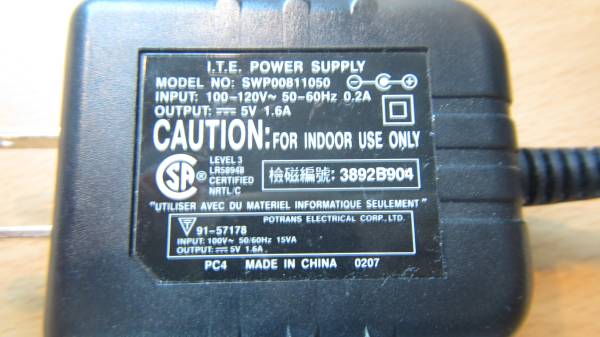 I.T.E. POWER SUPPLY
MODEL NO: SWP00811050
INPUT: 100-120V~ 50-60Hz 0.2A
OUTPUT: ⎓ 5V 1.6A
CAUTION: FOR INDOOR USE ONLY
SA ®
LEVEL 3
LR58948
CERTIFIED
NRTL/C
檢磁編號: 3892B904
"UTILISER AVEC DU MATERIEL INFORMATIQUE SEULEMENT"
POTRANS ELECTRICAL CORP., LTD.
91-57178
INPUT: 100V~ 50/60Hz 15VA
OUTPUT: ⎓ 5V 1.6A
PC4 MADE IN CHINA 0207